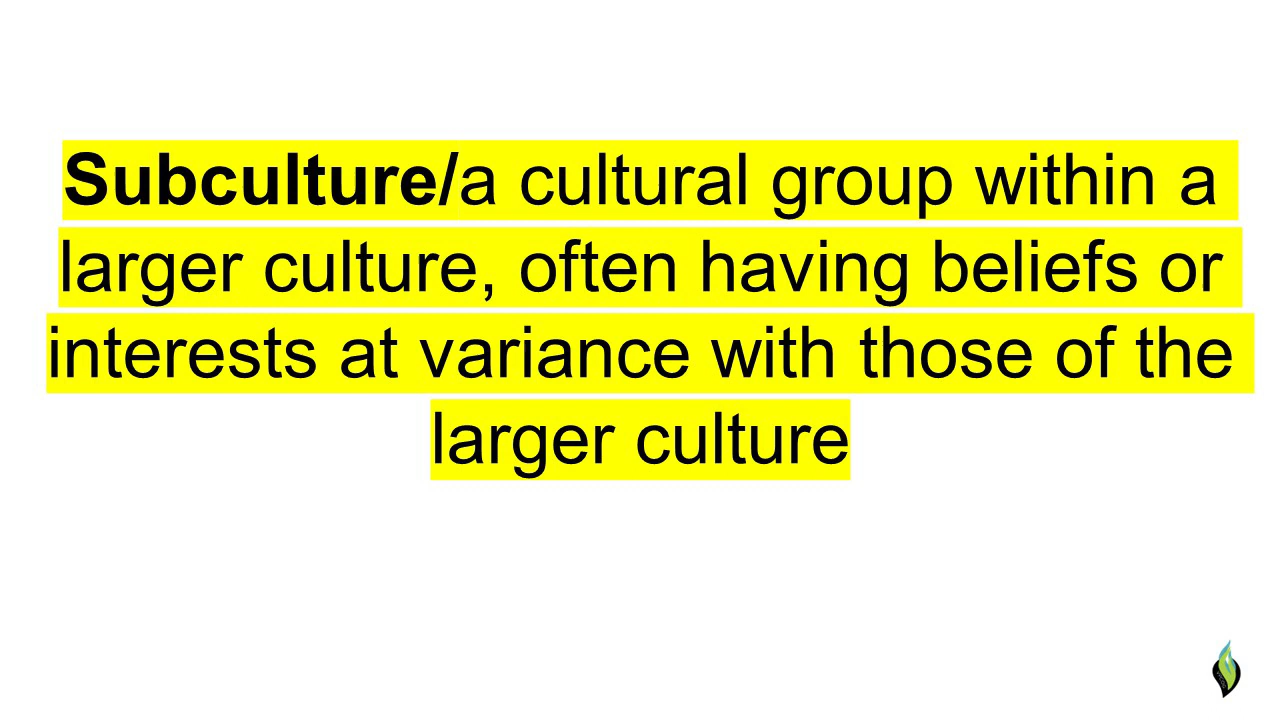 Subculture/a cultural group within a
larger culture, often having beliefs or
interests at variance with those of the
larger culture